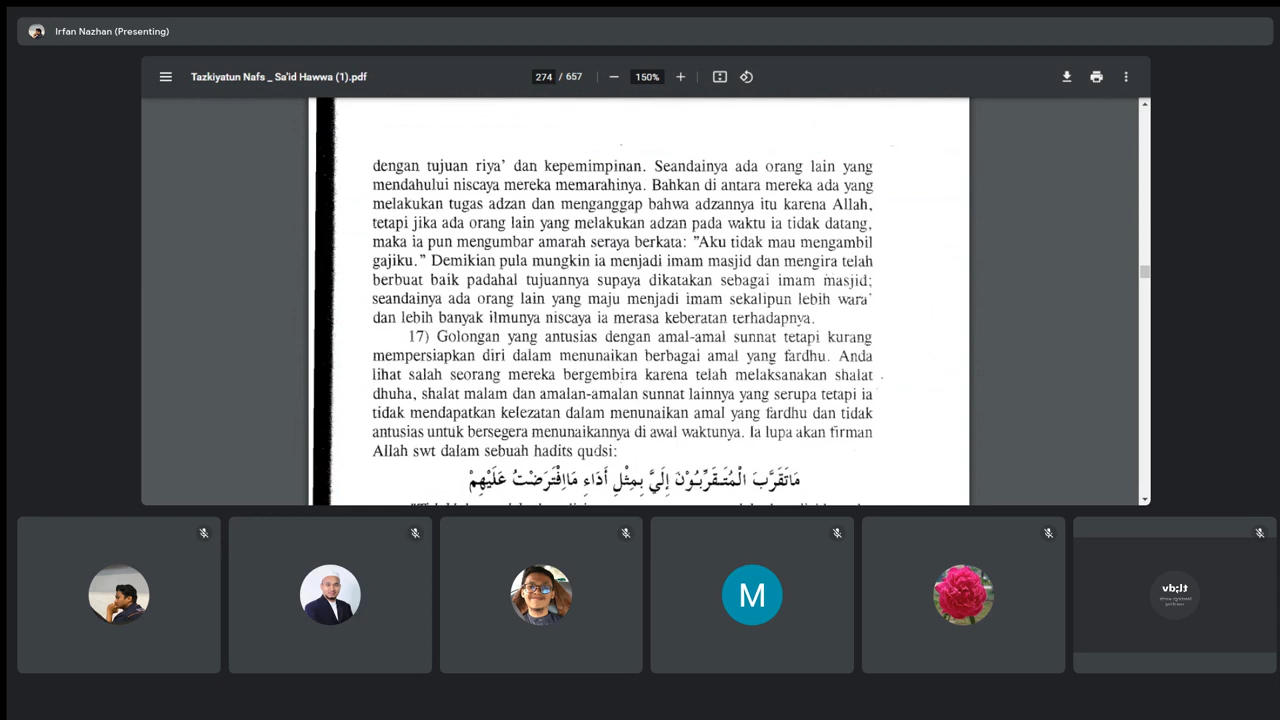 Irfan Nazhan (Presenting)
Tazkiyatun Nafs _ Sa'id Hawwa (1).pdf
274 / 657
150%
dengan tujuan riya' dan kepemimpinan. Seandainya ada orang lain yang
mendahului niscaya mereka memarahinya. Bahkan di antara mereka ada yang
melakukan tugas adzan dan menganggap bahwa adzannya itu karena Allah,
tetapi jika ada orang lain yang melakukan adzan pada waktu ia tidak datang,
maka ia pun mengumbar amarah seraya berkata: "Aku tidak mau mengambil
gajiku." Demikian pula mungkin ia menjadi imam masjid dan mengira telah
berbuat baik padahal tujuannya supaya dikatakan sebagai imam masjid;
seandainya ada orang lain yang maju menjadi imam sekalipun lebih wara'
dan lebih banyak ilmunya niscaya ia merasa keberatan terhadapnya.
17) Golongan yang antusias dengan amal-amal sunnat tetapi kurang
mempersiapkan diri dalam menunaikan berbagai amal yang fardhu. Anda
lihat salah seorang mereka bergembira karena telah melaksanakan shalat
dhuha, shalat malam dan amalan-amalan sunnat lainnya yang serupa tetapi ia
tidak mendapatkan kelezatan dalam menunaikan amal yang fardhu dan tidak
antusias untuk bersegera menunaikannya di awal waktunya. Ia lupa akan firman
Allah swt dalam sebuah hadits qudsi:
مَاتَقَرَّبَ الْمُتَقَرِّبُوْنَ إِلَيَّ بِمِثْلِ أَدَاءِ مَاافْتَرَضْتُ عَلَيْهِمْ
M